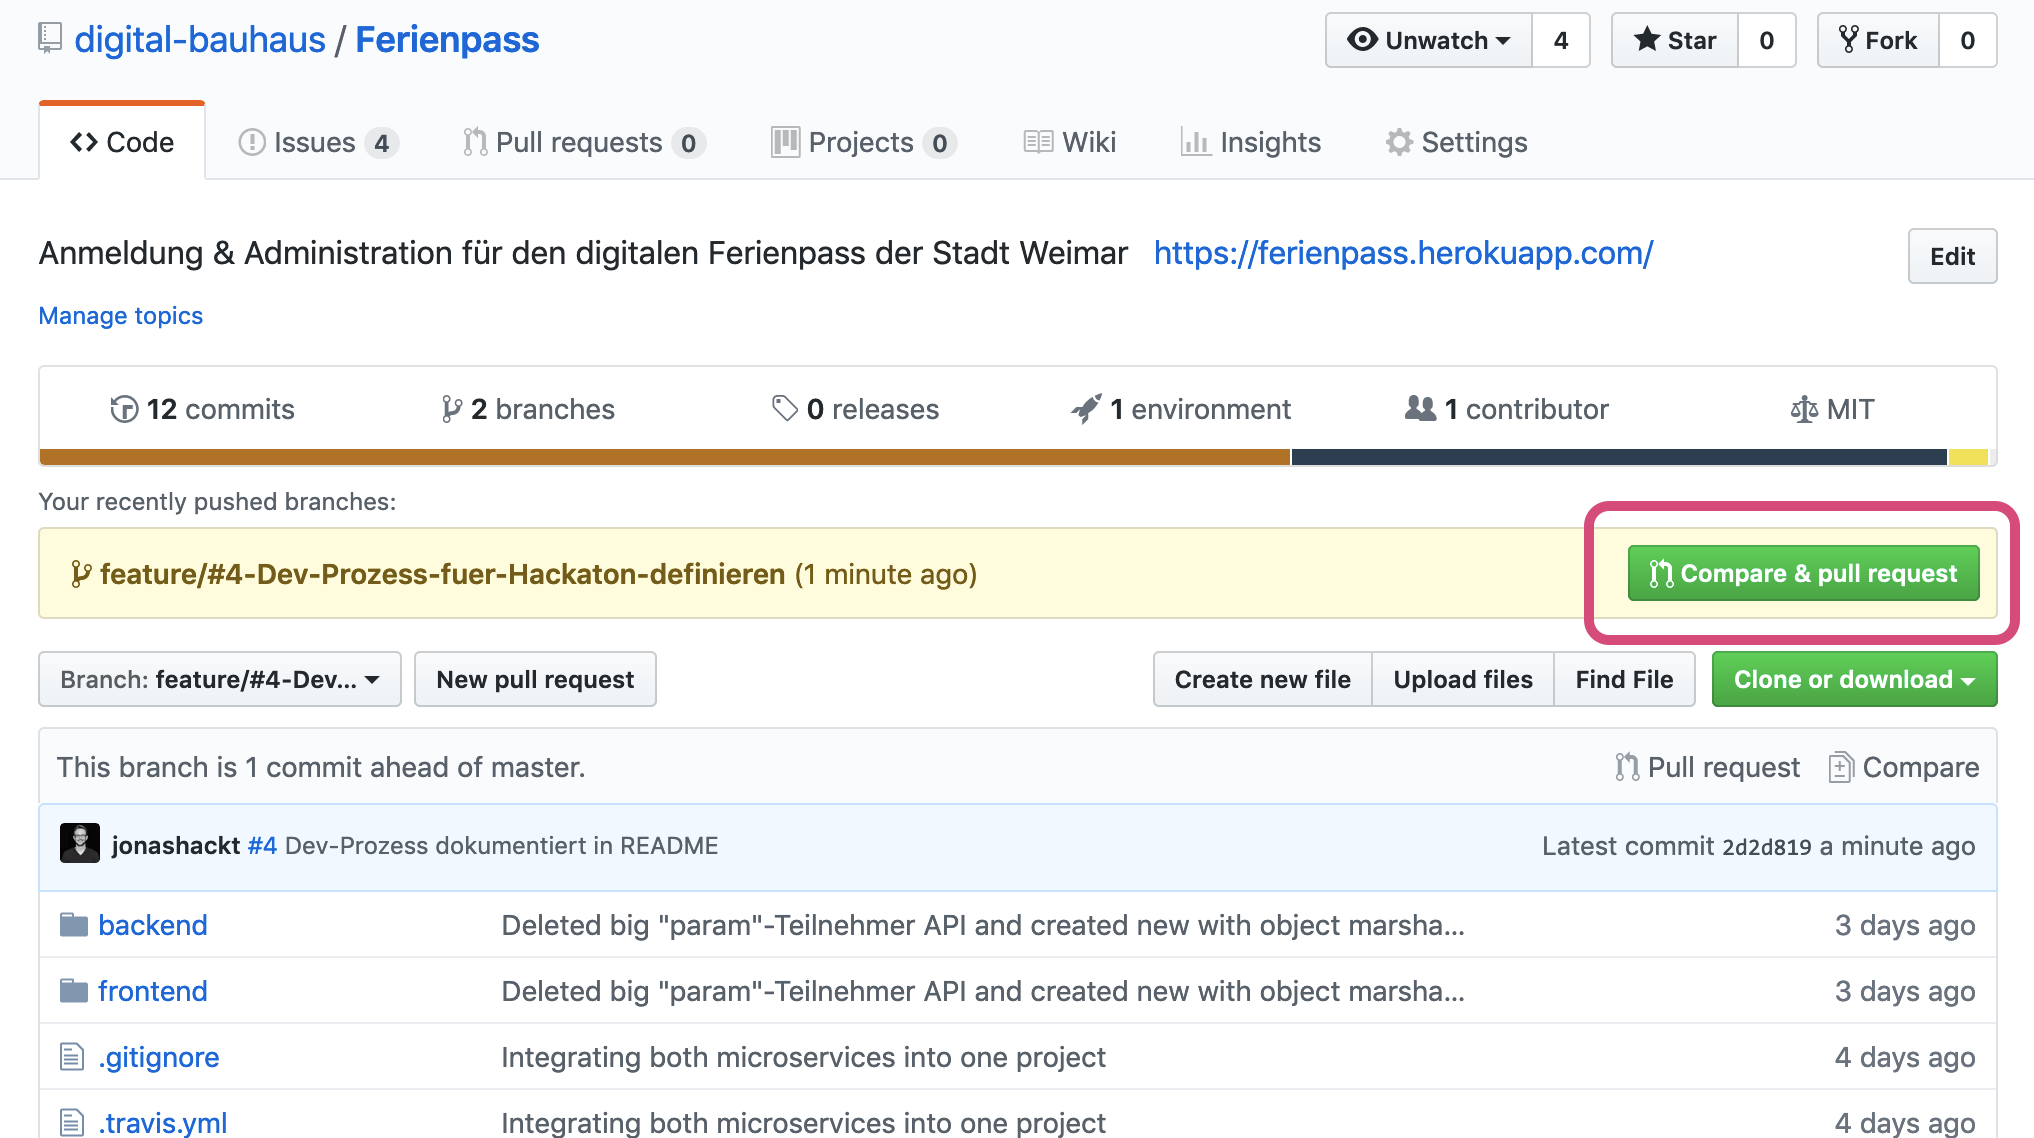 digital-bauhaus / Ferienpass
Unwatch 4 Star 0 Fork 0
Code Issues 4 Pull requests 0 Projects 0 Wiki Insights Settings
Anmeldung & Administration für den digitalen Ferienpass der Stadt Weimar https://ferienpass.herokuapp.com/ Edit
Manage topics
12 commits 2 branches 0 releases 1 environment 1 contributor MIT
Your recently pushed branches:
feature/#4-Dev-Prozess-fuer-Hackaton-definieren (1 minute ago) Compare & pull request
Branch: feature/#4-Dev... New pull request Create new file Upload files Find File Clone or download
This branch is 1 commit ahead of master. Pull request Compare
jonashackt #4 Dev-Prozess dokumentiert in README Latest commit 2d2d819 a minute ago
backend Deleted big "param"-Teilnehmer API and created new with object marsha... 3 days ago
frontend Deleted big "param"-Teilnehmer API and created new with object marsha... 3 days ago
.gitignore Integrating both microservices into one project 4 days ago
.travis.yml Integrating both microservices into one project 4 days ago